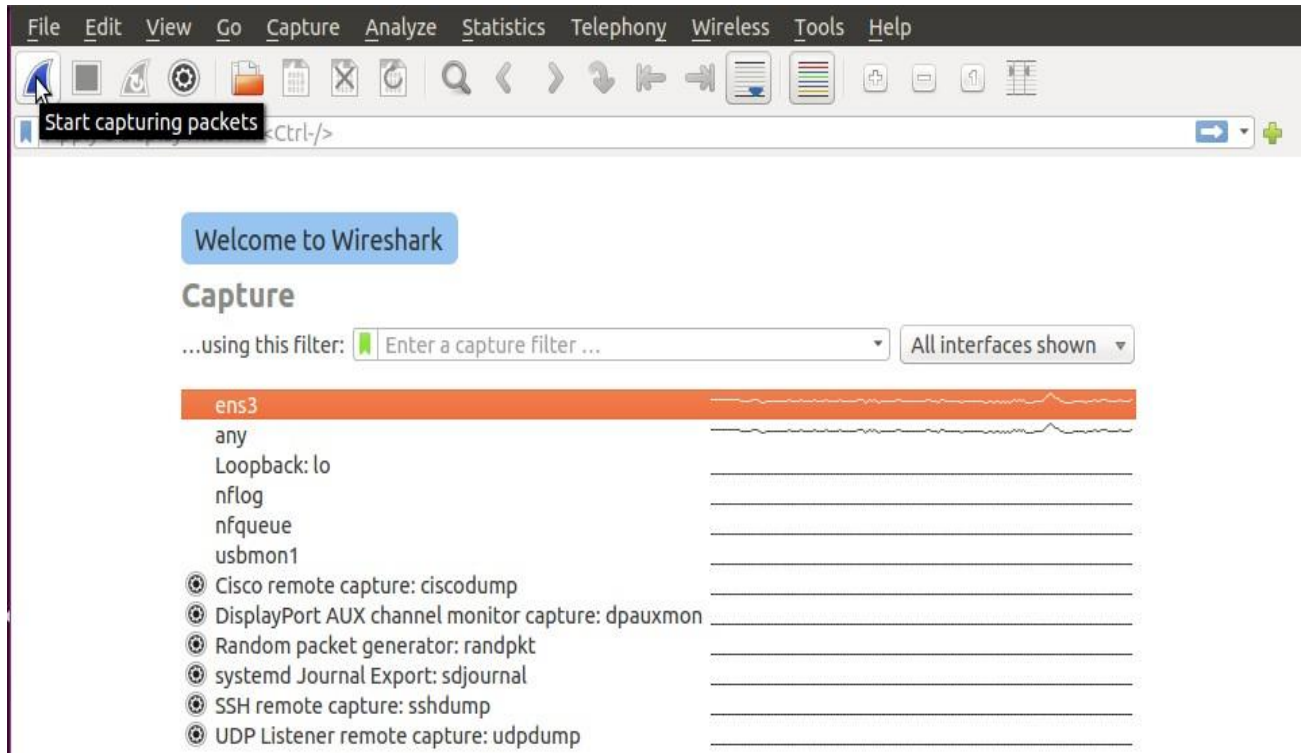 File Edit View Go Capture Analyze Statistics Telephony Wireless Tools Help
Start capturing packets
<Ctrl-/>
Welcome to Wireshark
Capture
...using this filter: Enter a capture filter ... All interfaces shown
ens3
any
Loopback: lo
nflog
nfqueue
usbmon1
Cisco remote capture: ciscodump
DisplayPort AUX channel monitor capture: dpauxmon
Random packet generator: randpkt
systemd Journal Export: sdjournal
SSH remote capture: sshdump
UDP Listener remote capture: udpdump